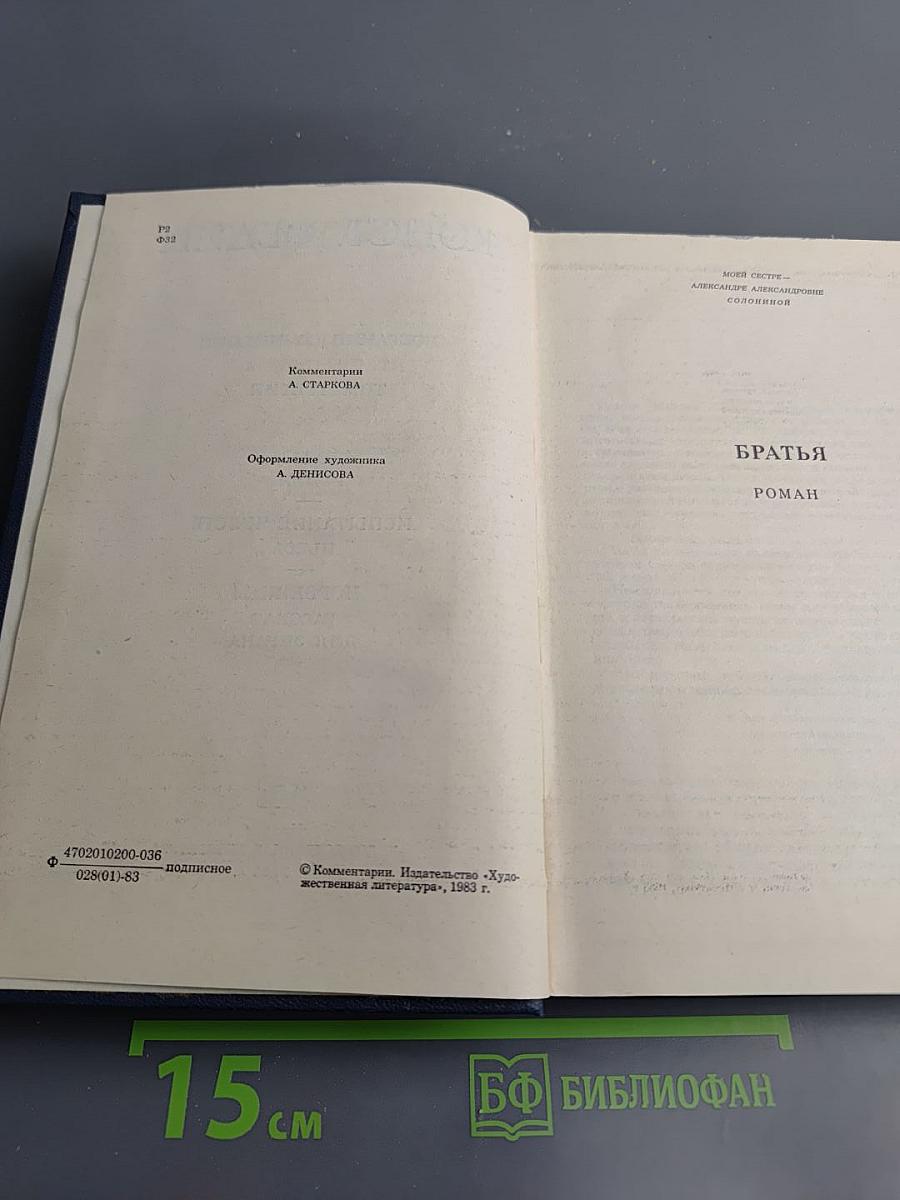 Р2
Ф32
Комментарии
А. СТАРКОВА
Оформление художника
А. ДЕНИСОВА
Ф 4702010200-036
028(01)-83
подписное
© Комментарии. Издательство «Худо-
жественная литература», 1983 г.
МОЕЙ СЕСТРЕ —
АЛЕКСАНДРЕ АЛЕКСАНДРОВНЕ
СОЛОНИНОЙ
БРАТЬЯ
РОМАН
15 см
БФ БИБЛИОФАН